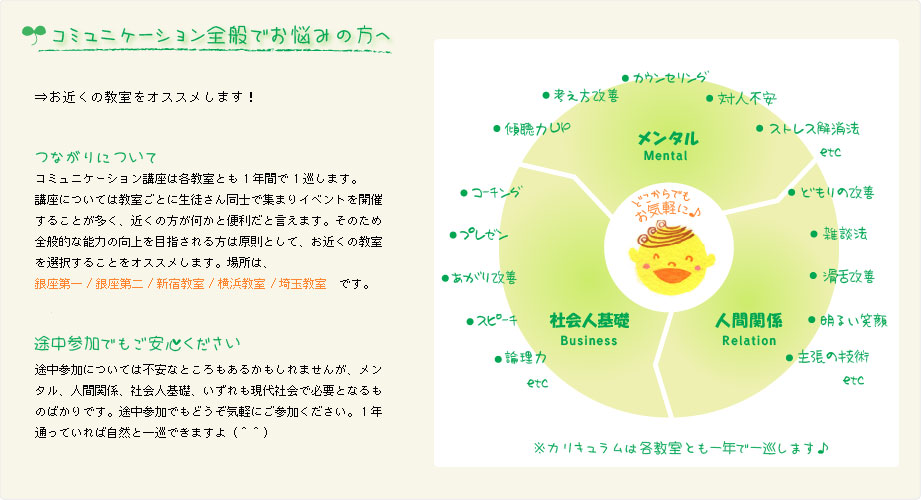 コミュニケーション全般でお悩みの方へ
⇒お近くの教室をオススメします！
つながりについて
コミュニケーション講座は各教室とも１年間で１巡します。
講座については教室ごとに生徒さん同士で集まりイベントを開催
することが多く、近くの方が何かと便利だと言えます。そのため
全般的な能力の向上を目指される方は原則として、お近くの教室
を選択することをオススメします。場所は、
銀座第一 / 銀座第二 / 新宿教室 / 横浜教室 / 埼玉教室　です。
途中参加でもご安心ください
途中参加については不安なところもあるかもしれませんが、メン
タル、人間関係、社会人基礎、いずれも現代社会で必要となるも
のばかりです。途中参加でもどうぞ気軽にご参加ください。１年
通っていれば自然と一巡できますよ（＾＾）
●カウンセリング
●考え方改善
●対人不安
●傾聴力Up
●ストレス解消法
etc
メンタル
Mental
●コーチング
●プレゼン
●あがり改善
●スピーチ
●論理力
etc
社会人基礎
Business
どこからでも
お気軽に♪
●どもりの改善
●雑談法
●滑舌改善
●明るい笑顔
●主張の技術
etc
人間関係
Relation
※カリキュラムは各教室とも一年で一巡します♪